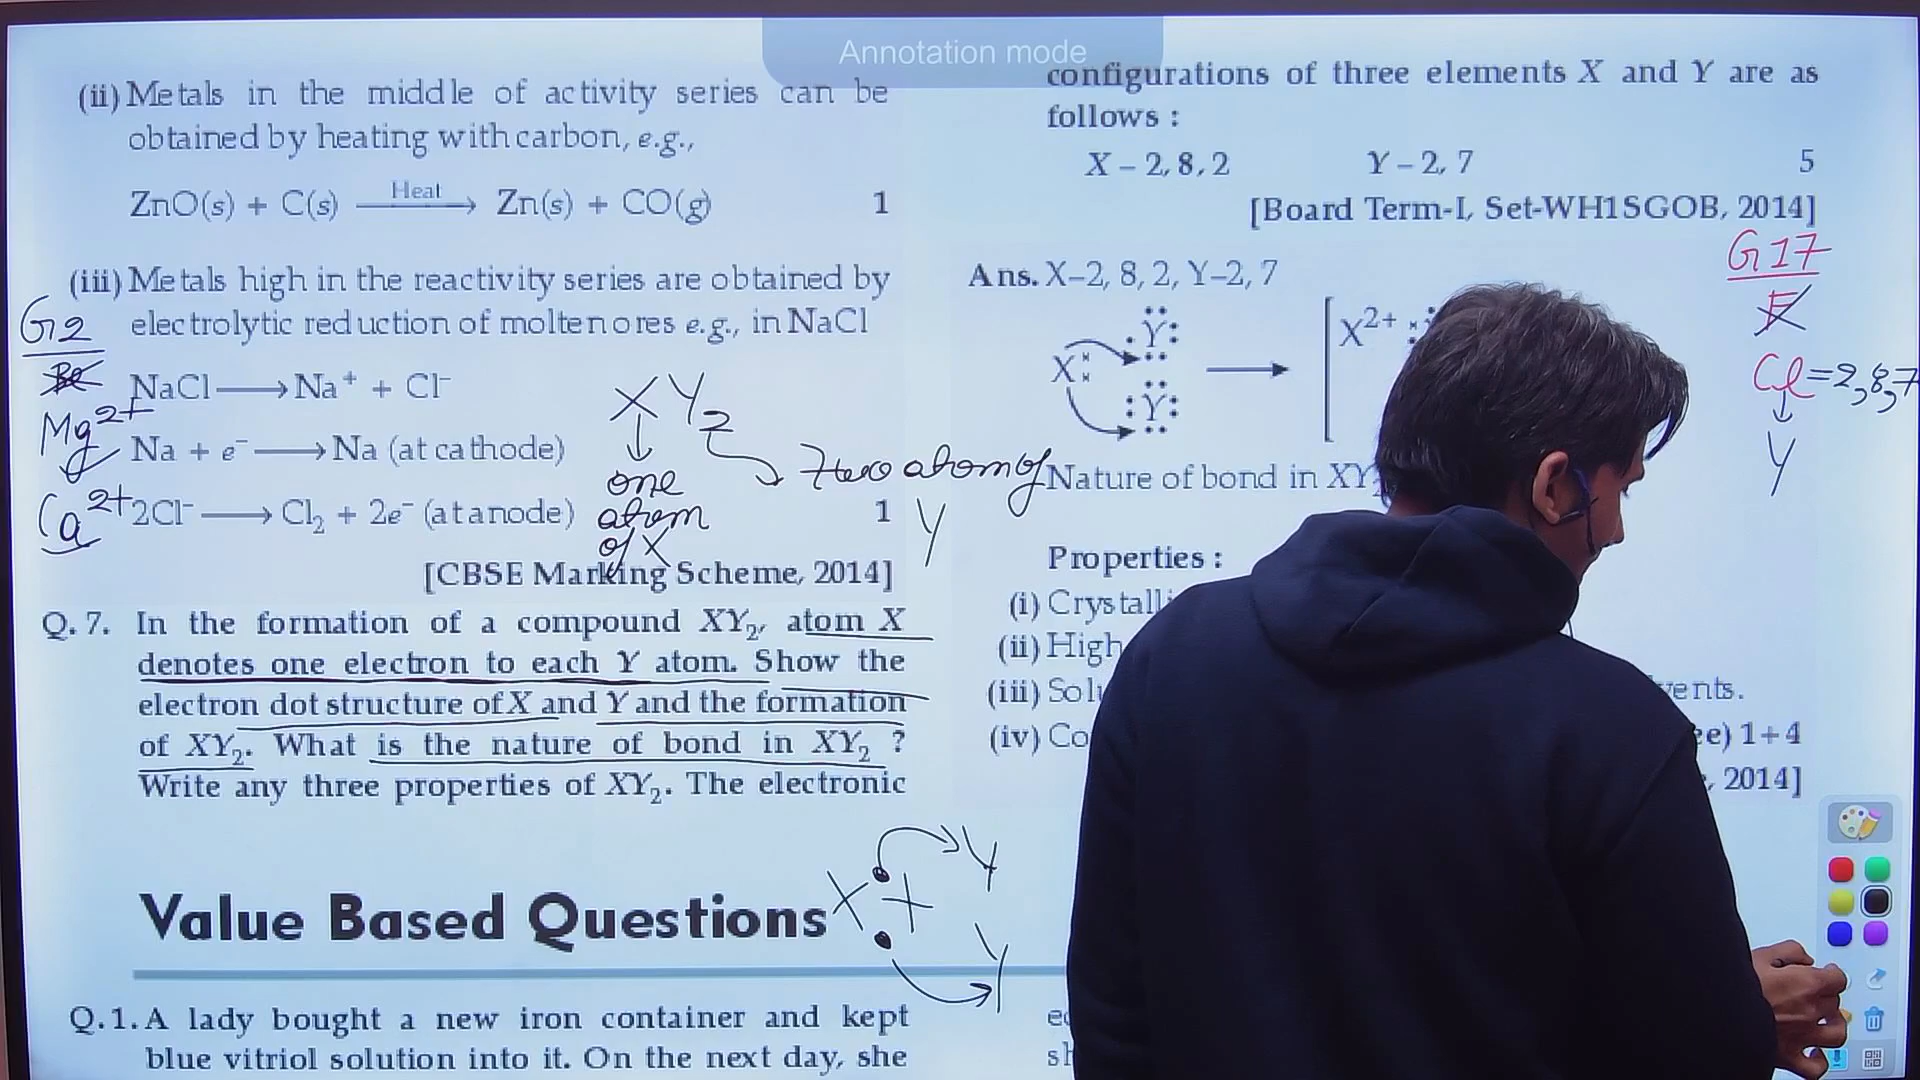 Annotation mode
(ii) Metals in the middle of activity series can be
obtained by heating with carbon, e.g.,
ZnO(s) + C(s) —Heat→ Zn(s) + CO(g) 1
(iii) Metals high in the reactivity series are obtained by
electrolytic reduction of molten ores e.g., in NaCl
NaCl → Na⁺ + Cl⁻
Na + e⁻ → Na (at cathode)
2Cl⁻ → Cl₂ + 2e⁻ (at anode) 1
[CBSE Marking Scheme, 2014]
G2
Be
Mg²⁺
Ca²⁺
XY₂
one
atom
of X
two atom of
Y
Q. 7. In the formation of a compound XY₂, atom X
denotes one electron to each Y atom. Show the
electron dot structure of X and Y and the formation
of XY₂. What is the nature of bond in XY₂ ?
Write any three properties of XY₂. The electronic
X Y
Y
Value Based Questions
Q.1. A lady bought a new iron container and kept
blue vitriol solution into it. On the next day, she
configurations of three elements X and Y are as
follows :
X – 2, 8, 2 Y – 2, 7 5
[Board Term-I, Set-WH1SGOB, 2014]
Ans. X–2, 8, 2, Y–2, 7
Y
X → [X²⁺
Y
Nature of bond in XY
Properties :
(i) Crystalli
(ii) High
(iii) Solu vents.
(iv) Co ee) 1+4
, 2014]
G17
F
Cl = 2,8,7
Y